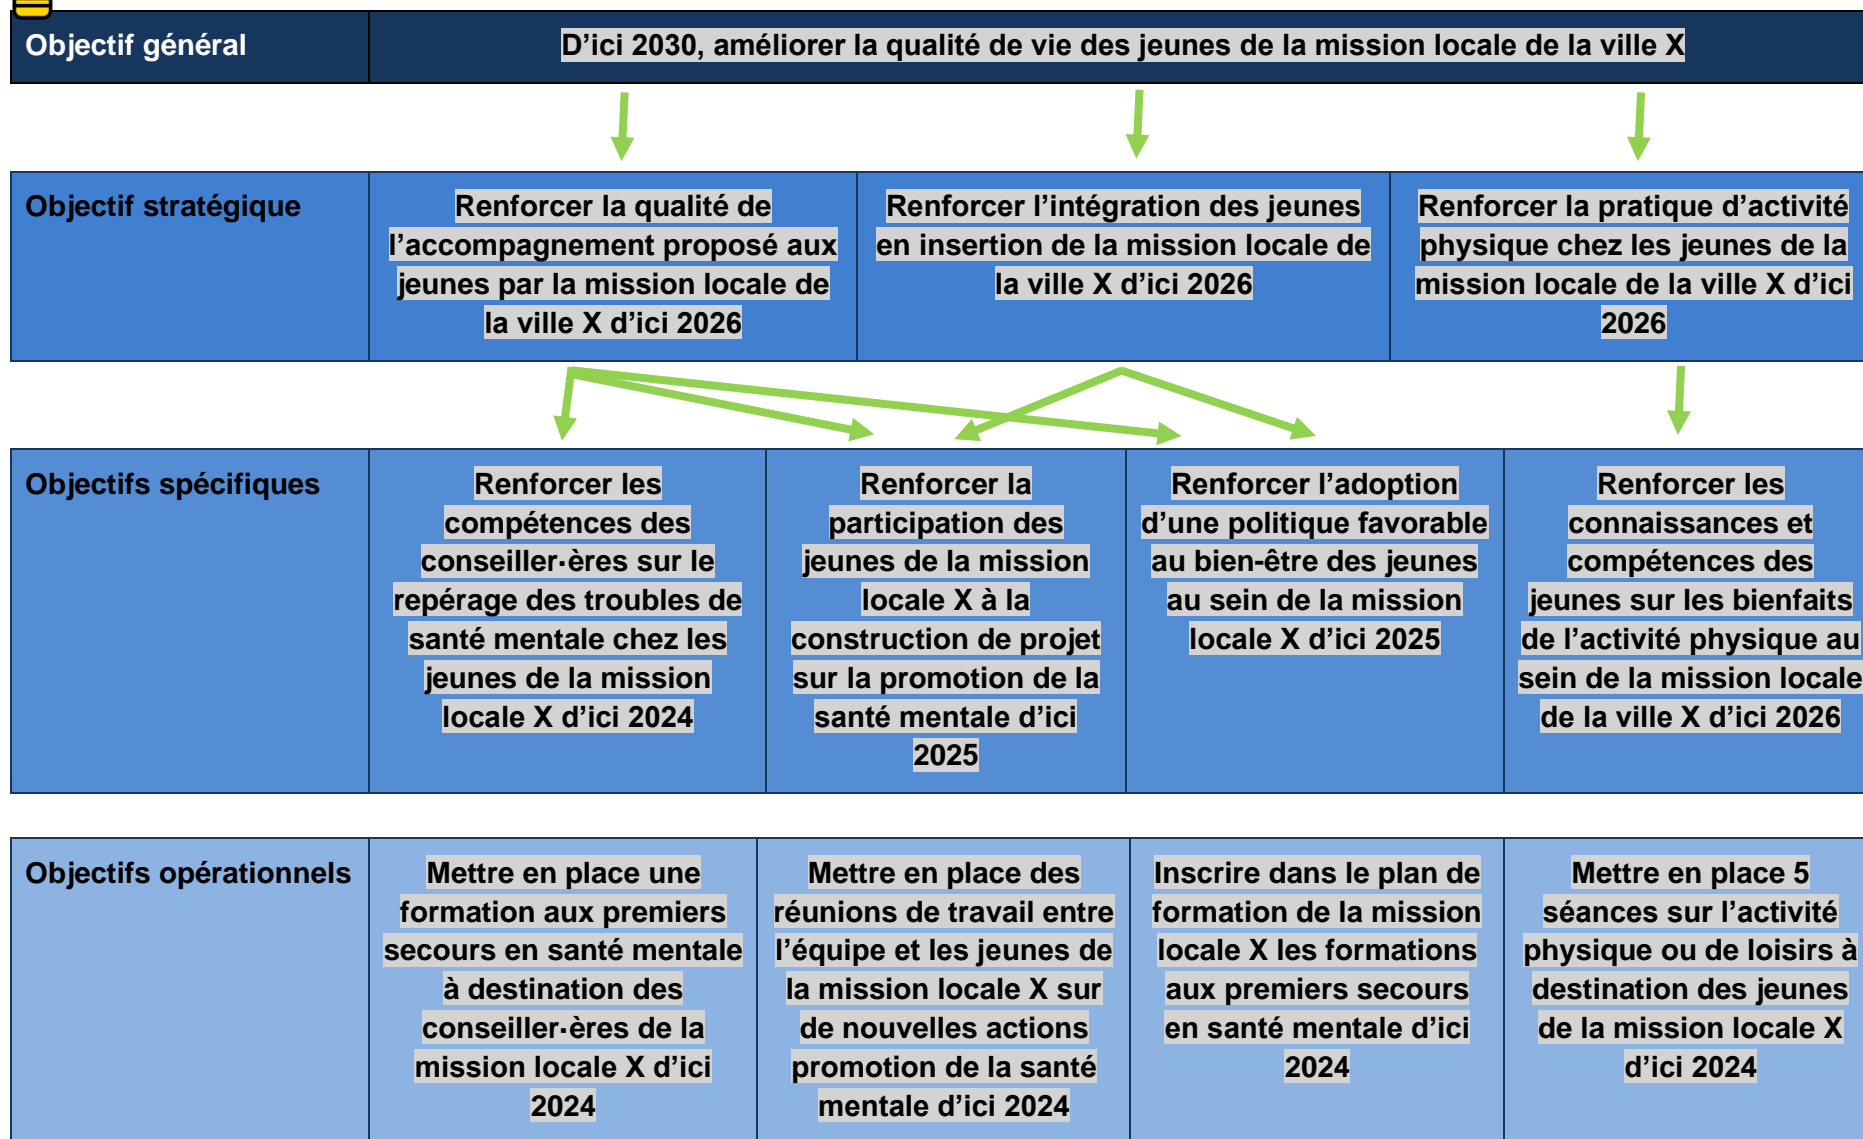 Objectif général
D’ici 2030, améliorer la qualité de vie des jeunes de la mission locale de la ville X
Objectif stratégique
Renforcer la qualité de
l’accompagnement proposé aux
jeunes par la mission locale de
la ville X d’ici 2026
Renforcer l’intégration des jeunes
en insertion de la mission locale de
la ville X d’ici 2026
Renforcer la pratique d’activité
physique chez les jeunes de la
mission locale de la ville X d’ici
2026
Objectifs spécifiques
Renforcer les
compétences des
conseiller·ères sur le
repérage des troubles de
santé mentale chez les
jeunes de la mission
locale X d’ici 2024
Renforcer la
participation des
jeunes de la mission
locale X à la
construction de projet
sur la promotion de la
santé mentale d’ici
2025
Renforcer l’adoption
d’une politique favorable
au bien-être des jeunes
au sein de la mission
locale X d’ici 2025
Renforcer les
connaissances et
compétences des
jeunes sur les bienfaits
de l’activité physique au
sein de la mission locale
de la ville X d’ici 2026
Objectifs opérationnels
Mettre en place une
formation aux premiers
secours en santé mentale
à destination des
conseiller·ères de la
mission locale X d’ici
2024
Mettre en place des
réunions de travail entre
l’équipe et les jeunes de
la mission locale X sur
de nouvelles actions
promotion de la santé
mentale d’ici 2024
Inscrire dans le plan de
formation de la mission
locale X les formations
aux premiers secours
en santé mentale d’ici
2024
Mettre en place 5
séances sur l’activité
physique ou de loisirs à
destination des jeunes
de la mission locale X
d’ici 2024